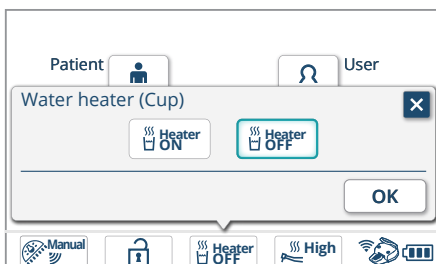 Patient User
Water heater (Cup)
Heater ON Heater OFF
OK
Manual Heater OFF High